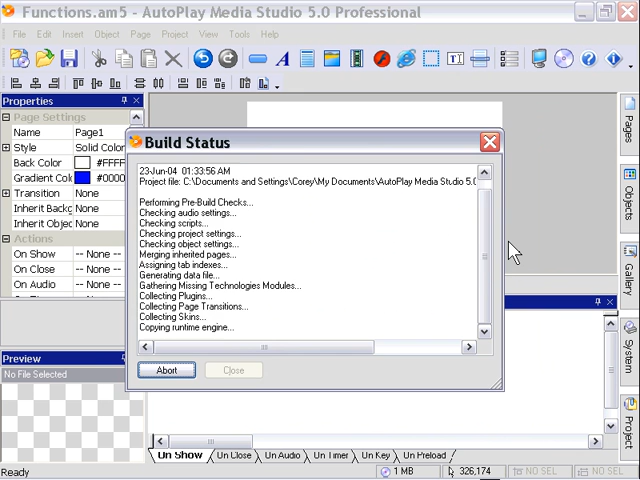 Functions.am5 - AutoPlay Media Studio 5.0 Professional
File Edit Insert Object Page Project View Tools Help
Properties
Page Settings
Name Page1
Style Solid Color
Back Color #FFFF
Gradient Color #0000
Transition None
Inherit Backg None
Inherit Objec None
Actions
On Show -- None --
On Close -- None --
On Audio -- None --
Build Status
23-Jun-04 01:33:56 AM
Project file: C:\Documents and Settings\Corey\My Documents\AutoPlay Media Studio 5.0
Performing Pre-Build Checks...
Checking audio settings...
Checking scripts...
Checking project settings...
Checking object settings...
Merging inherited pages...
Assigning tab indexes...
Generating data file...
Gathering Missing Technologies Modules...
Collecting Plugins...
Collecting Page Transitions...
Collecting Skins...
Copying runtime engine...
Abort Close
Pages
Objects
Gallery
System
Project
Preview
No File Selected
On Show On Close On Audio On Timer On Key On Preload
Ready 1 MB 326,174 NO SEL NO SEL